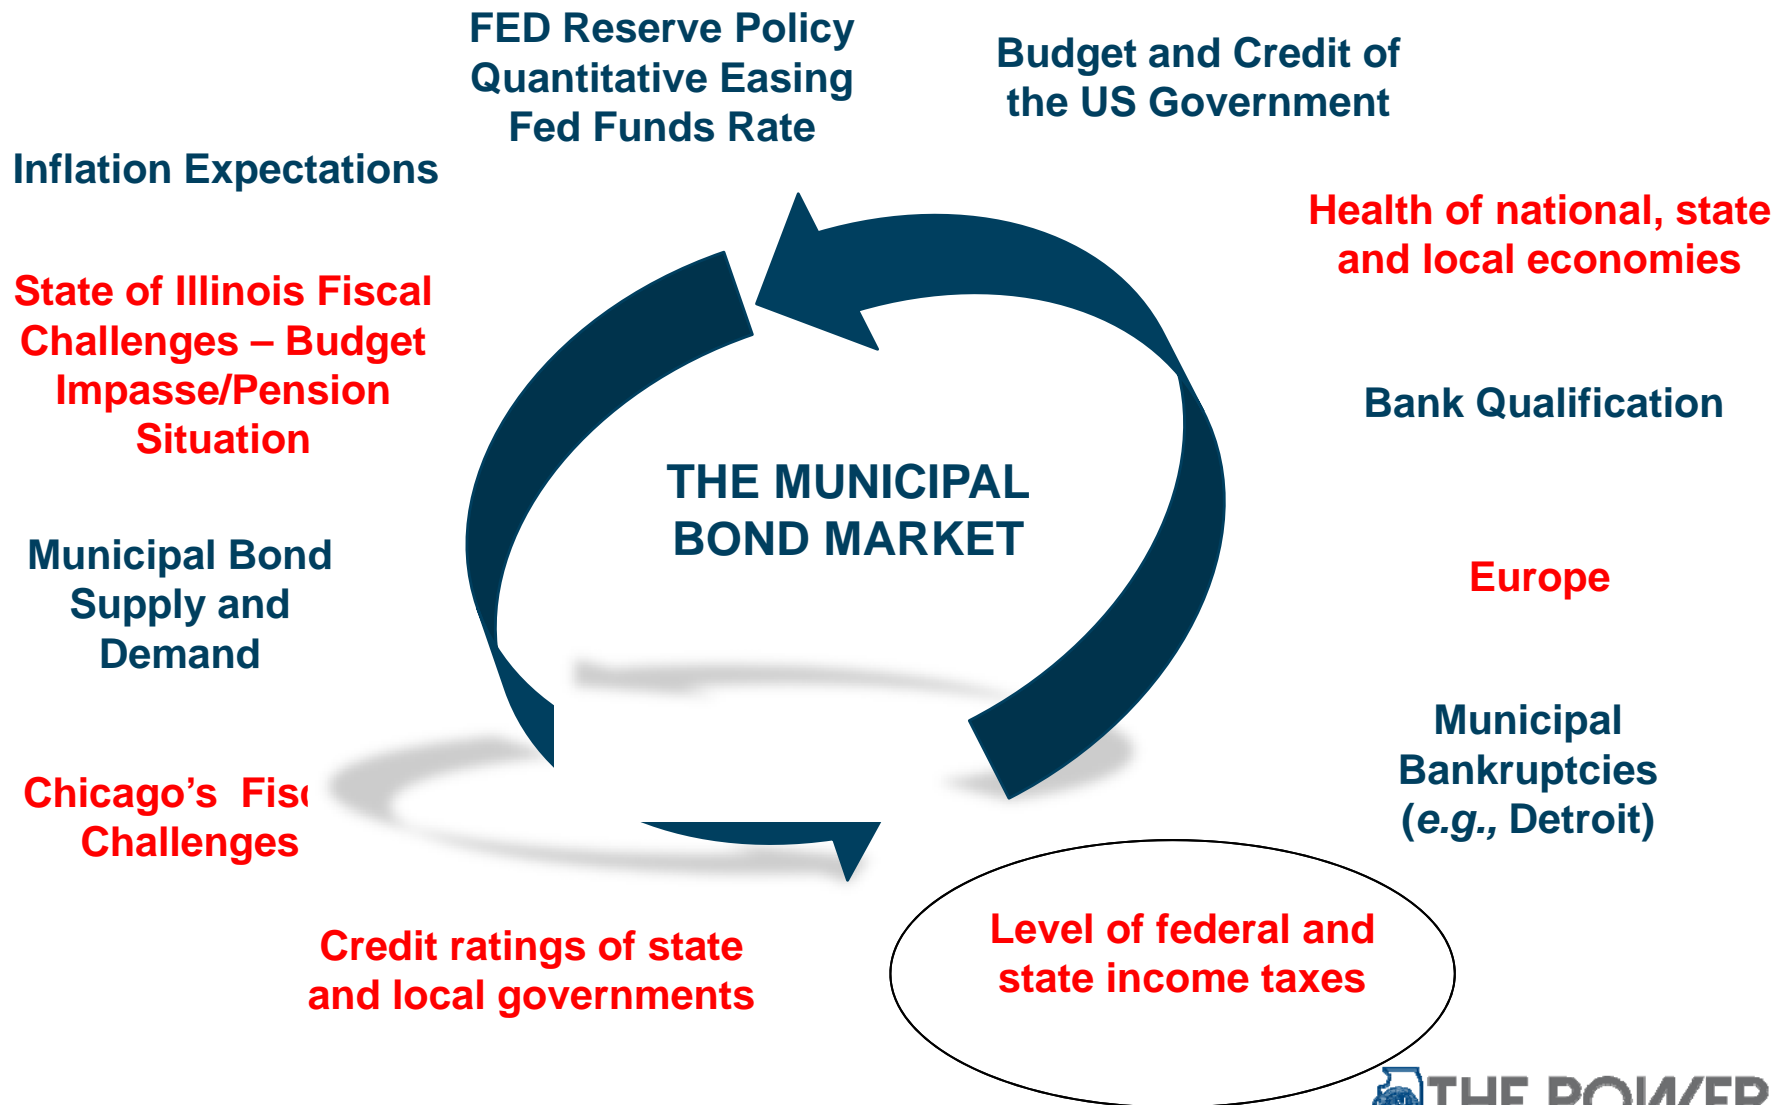 FED Reserve Policy
Quantitative Easing
Fed Funds Rate
Budget and Credit of
the US Government
Inflation Expectations
Health of national, state
and local economies
State of Illinois Fiscal
Challenges – Budget
Impasse/Pension
Situation
Bank Qualification
THE MUNICIPAL
BOND MARKET
Municipal Bond
Supply and
Demand
Europe
Municipal
Bankruptcies
(e.g., Detroit)
Chicago’s Fisc
Challenges
Credit ratings of state
and local governments
Level of federal and
state income taxes
THE POWER